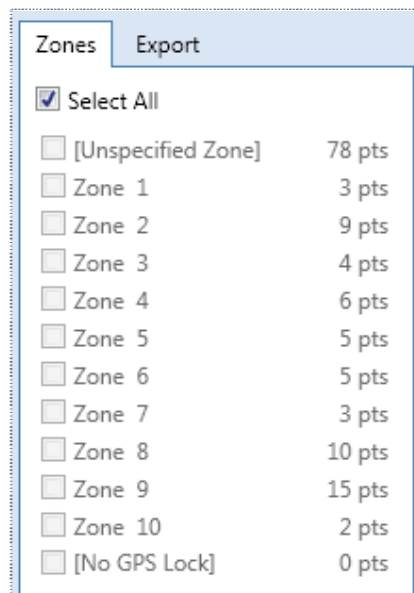 Zones Export
Select All
[Unspecified Zone] 78 pts
Zone 1 3 pts
Zone 2 9 pts
Zone 3 4 pts
Zone 4 6 pts
Zone 5 5 pts
Zone 6 5 pts
Zone 7 3 pts
Zone 8 10 pts
Zone 9 15 pts
Zone 10 2 pts
[No GPS Lock] 0 pts